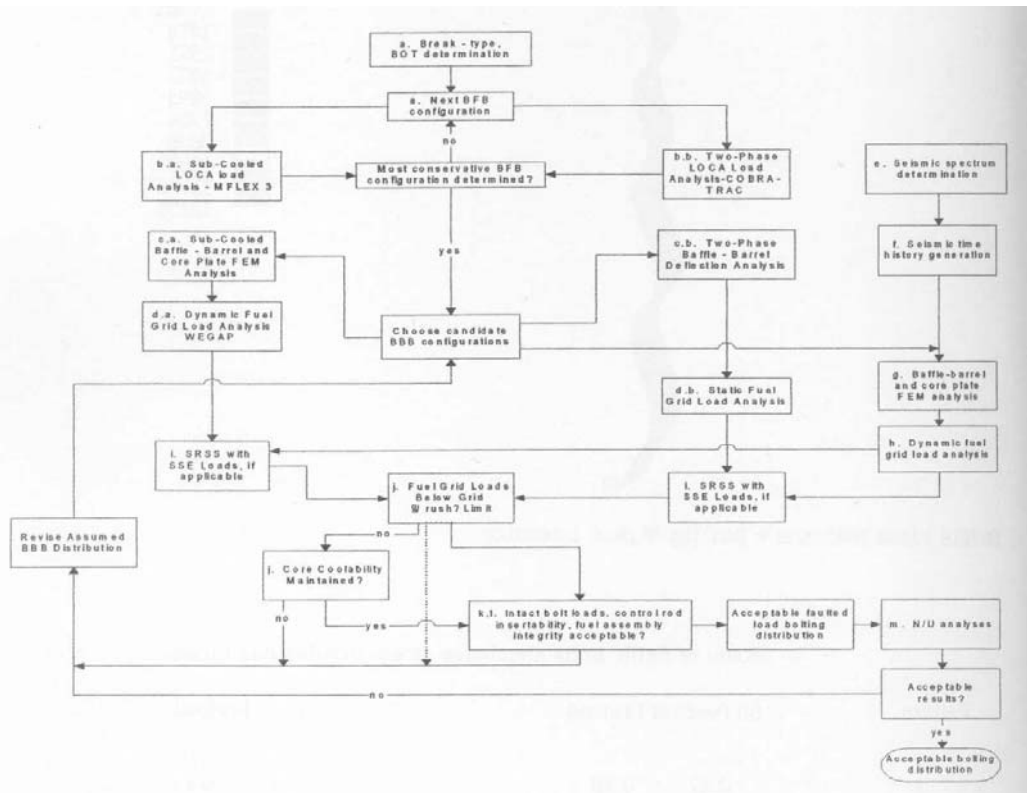 a. Break - type,
BOT determination
a. Next BFB
configuration
no
b.a. Sub-Cooled
LOCA load
Analysis - MFLEX 3
Most conservative BFB
configuration determined?
b.b. Two-Phase
LOCA Load
Analysis-COBRA-
TRAC
e. Seismic spectrum
determination
yes
c.a. Sub-Cooled
Baffle - Barrel and
Core Plate FEM
Analysis
c.b. Two-Phase
Baffle - Barrel
Deflection Analysis
f. Seismic time
history generation
d.a. Dynamic Fuel
Grid Load Analysis
WEGAP
Choose candidate
BBB configurations
g. Baffle-barrel
and core plate
FEM analysis
d.b. Static Fuel
Grid Load Analysis
h. Dynamic fuel
grid load analysis
i. SRSS with
SSE Loads, if
applicable
j. Fuel Grid Loads
Below Grid
rush? Limit
i. SRSS with
SSE Loads, if
applicable
Revise Assumed
BBB Distribution
no
j. Core Coolability
Maintained?
no
yes
k.l. Intact bolt loads, control rod
insertability, fuel assembly
integrity acceptable?
Acceptable faulted
load bolting
distribution
m. N/U analyses
no
Acceptable
results?
yes
Acceptable bolting
distribution